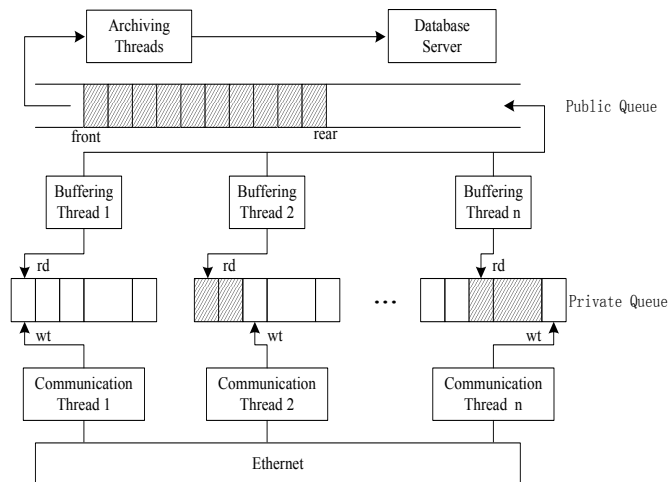 Archiving
Threads
Database
Server
Public Queue
front
rear
Buffering
Thread 1
Buffering
Thread 2
Buffering
Thread n
rd
rd
rd
...
Private Queue
wt
wt
wt
Communication
Thread 1
Communication
Thread 2
Communication
Thread n
Ethernet